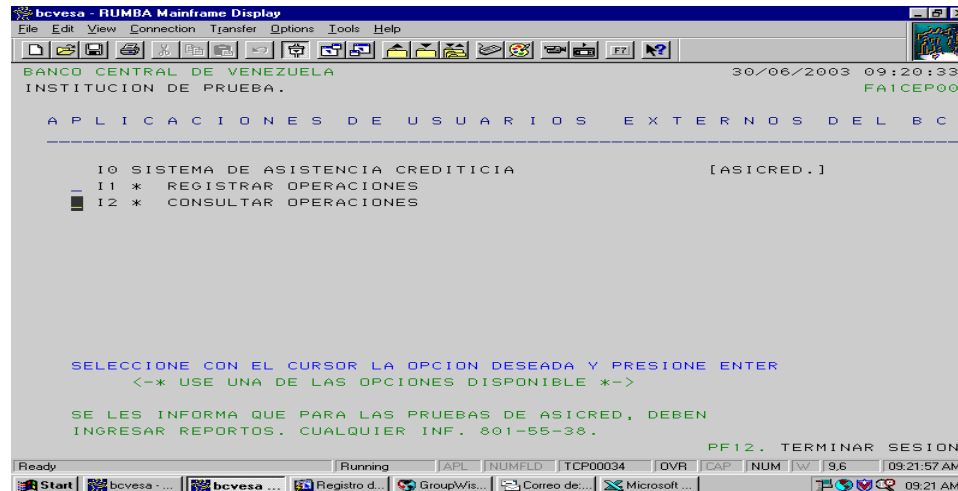 bcvesa - RUMBA Mainframe Display
File Edit View Connection Transfer Options Tools Help
F7
BANCO CENTRAL DE VENEZUELA 30/06/2003 09:20:33
INSTITUCION DE PRUEBA. FA1CEP00
A P L I C A C I O N E S D E U S U A R I O S E X T E R N O S D E L B C
I0 SISTEMA DE ASISTENCIA CREDITICIA [ASICRED.]
_ I1 * REGISTRAR OPERACIONES
I2 * CONSULTAR OPERACIONES
SELECCIONE CON EL CURSOR LA OPCION DESEADA Y PRESIONE ENTER
<-* USE UNA DE LAS OPCIONES DISPONIBLE *->
SE LES INFORMA QUE PARA LAS PRUEBAS DE ASICRED, DEBEN
INGRESAR REPORTOS. CUALQUIER INF. 801-55-38.
PF12. TERMINAR SESION
Ready Running APL NUMFLD TCP00034 OVR CAP NUM W 9,6 09:21:57 AM
Start bcvesa - ... bcvesa ... Registro d... GroupWis... Correo de:... Microsoft ... 09:21 AM